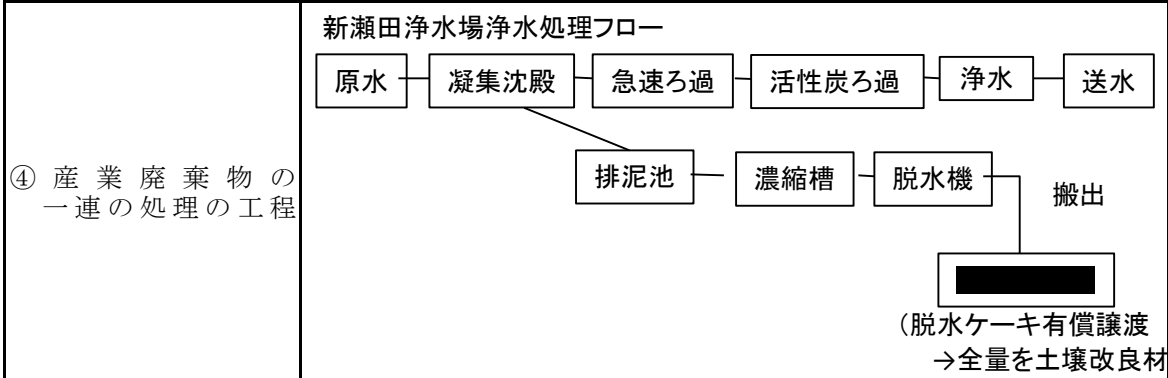 ④ 産業廃棄物の
一連の処理の工程
新瀬田浄水場浄水処理フロー
原水 凝集沈殿 急速ろ過 活性炭ろ過 浄水 送水
排泥池 濃縮槽 脱水機
搬出
（脱水ケーキ有償譲渡
→全量を土壌改良材